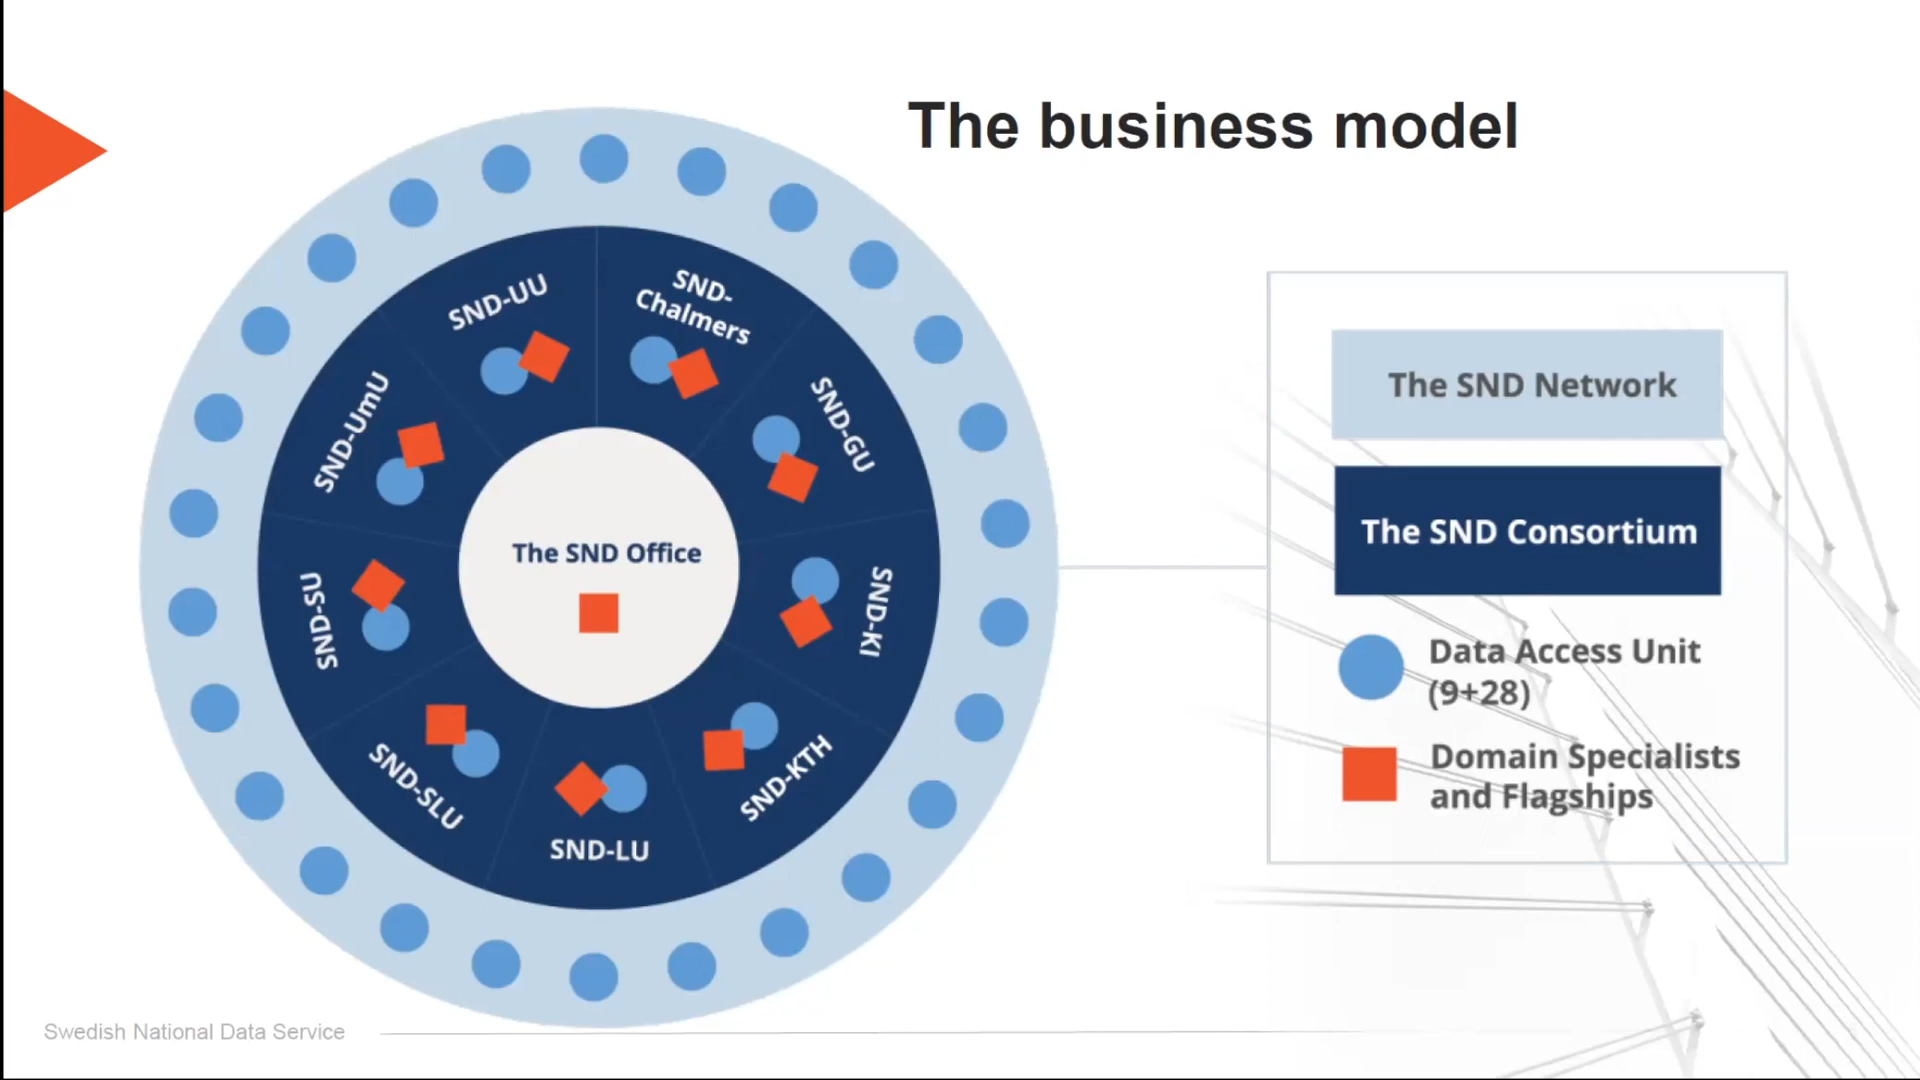 The business model
SND-UU
SND-
Chalmers
SND-GU
SND-KI
SND-KTH
SND-LU
SND-SLU
SND-SU
SND-UmU
The SND Office
The SND Network
The SND Consortium
Data Access Unit
(9+28)
Domain Specialists
and Flagships
Swedish National Data Service